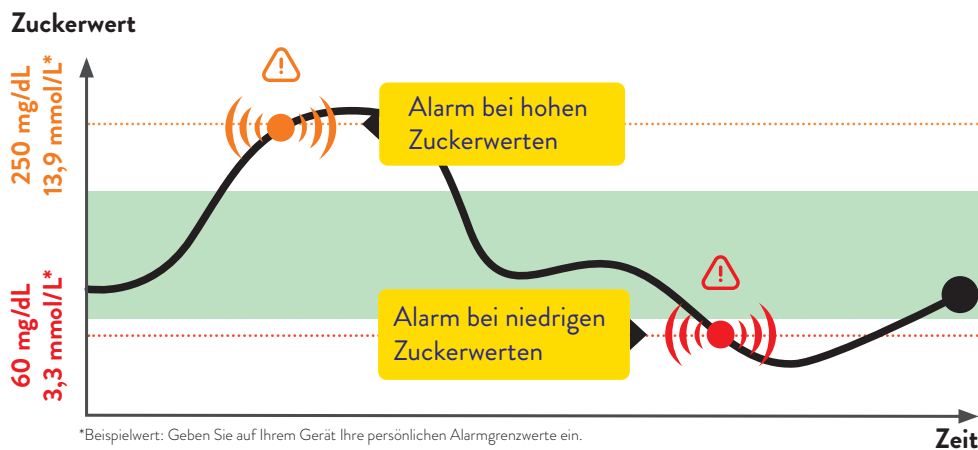 Zuckerwert
250 mg/dL
13,9 mmol/L*
Alarm bei hohen
Zuckerwerten
60 mg/dL
3,3 mmol/L*
Alarm bei niedrigen
Zuckerwerten
*Beispielwert: Geben Sie auf Ihrem Gerät Ihre persönlichen Alarmgrenzwerte ein.
Zeit